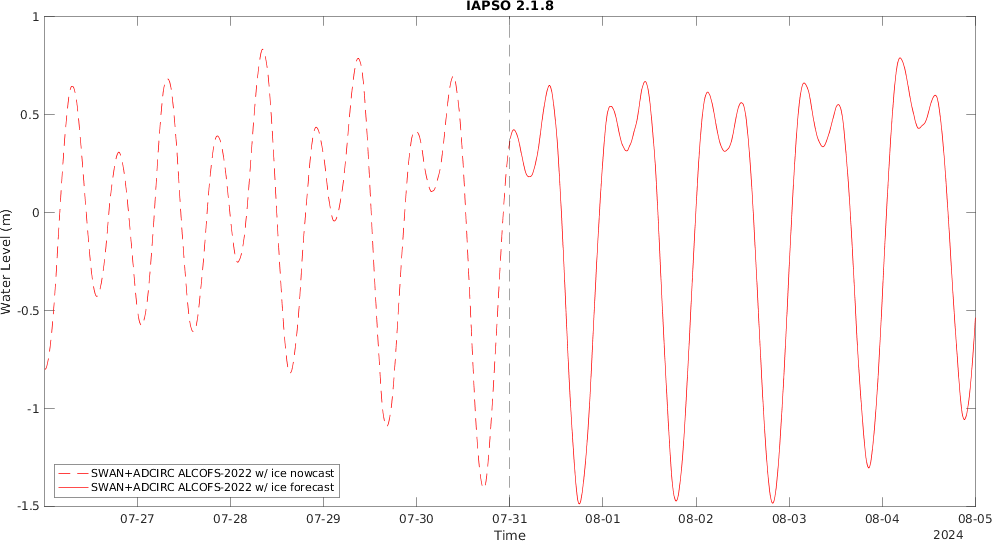 IAPSO 2.1.8
1
0.5
0
-0.5
-1
-1.5
Water Level (m)
SWAN+ADCIRC ALCOFS-2022 w/ ice nowcast
SWAN+ADCIRC ALCOFS-2022 w/ ice forecast
07-27 07-28 07-29 07-30 07-31 08-01 08-02 08-03 08-04 08-05
Time
2024